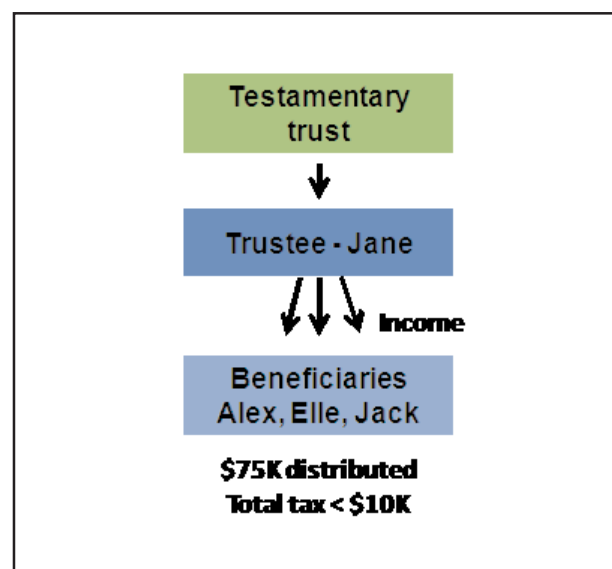 Testamentary
trust
Trustee - Jane
Income
Beneficiaries
Alex, Elle, Jack
$75K distributed
Total tax < $10K